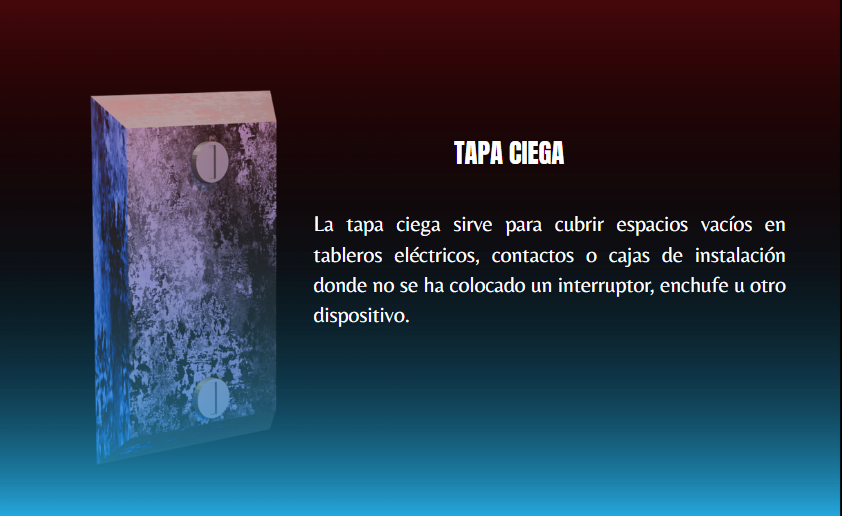 TAPA CIEGA
La tapa ciega sirve para cubrir espacios vacíos en
tableros eléctricos, contactos o cajas de instalación
donde no se ha colocado un interruptor, enchufe u otro
dispositivo.